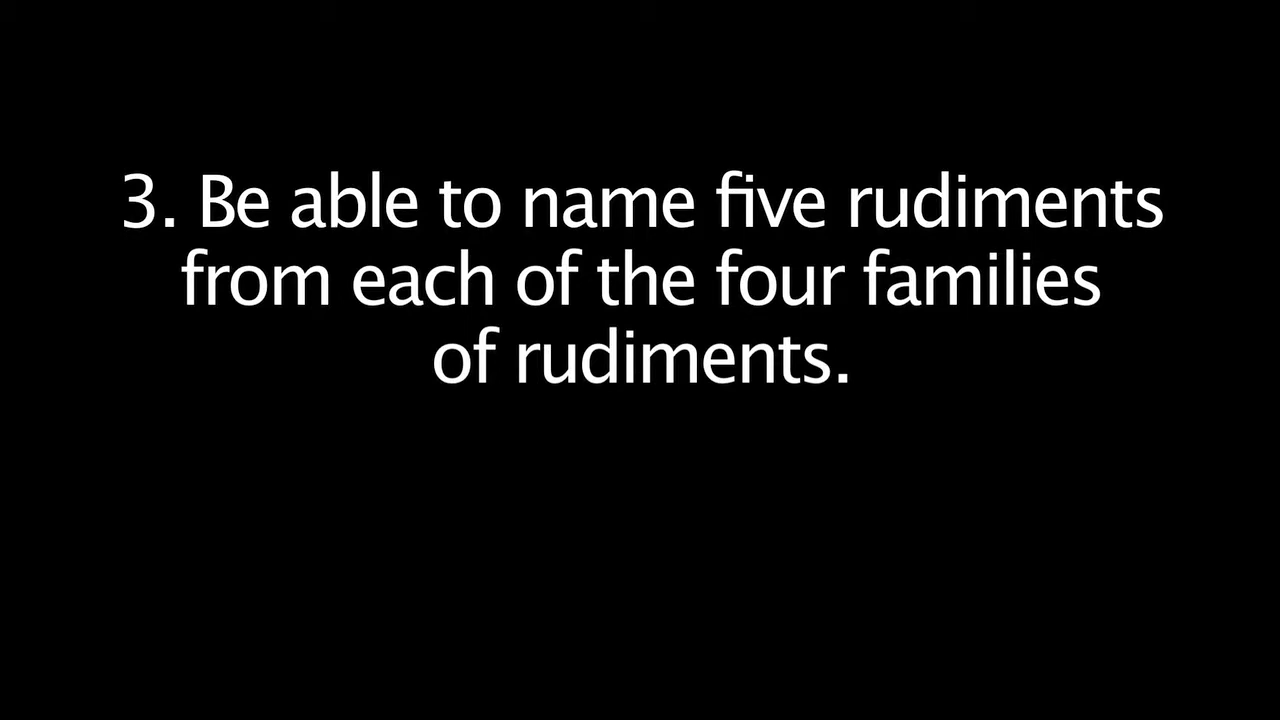 3. Be able to name five rudiments
from each of the four families
of rudiments.